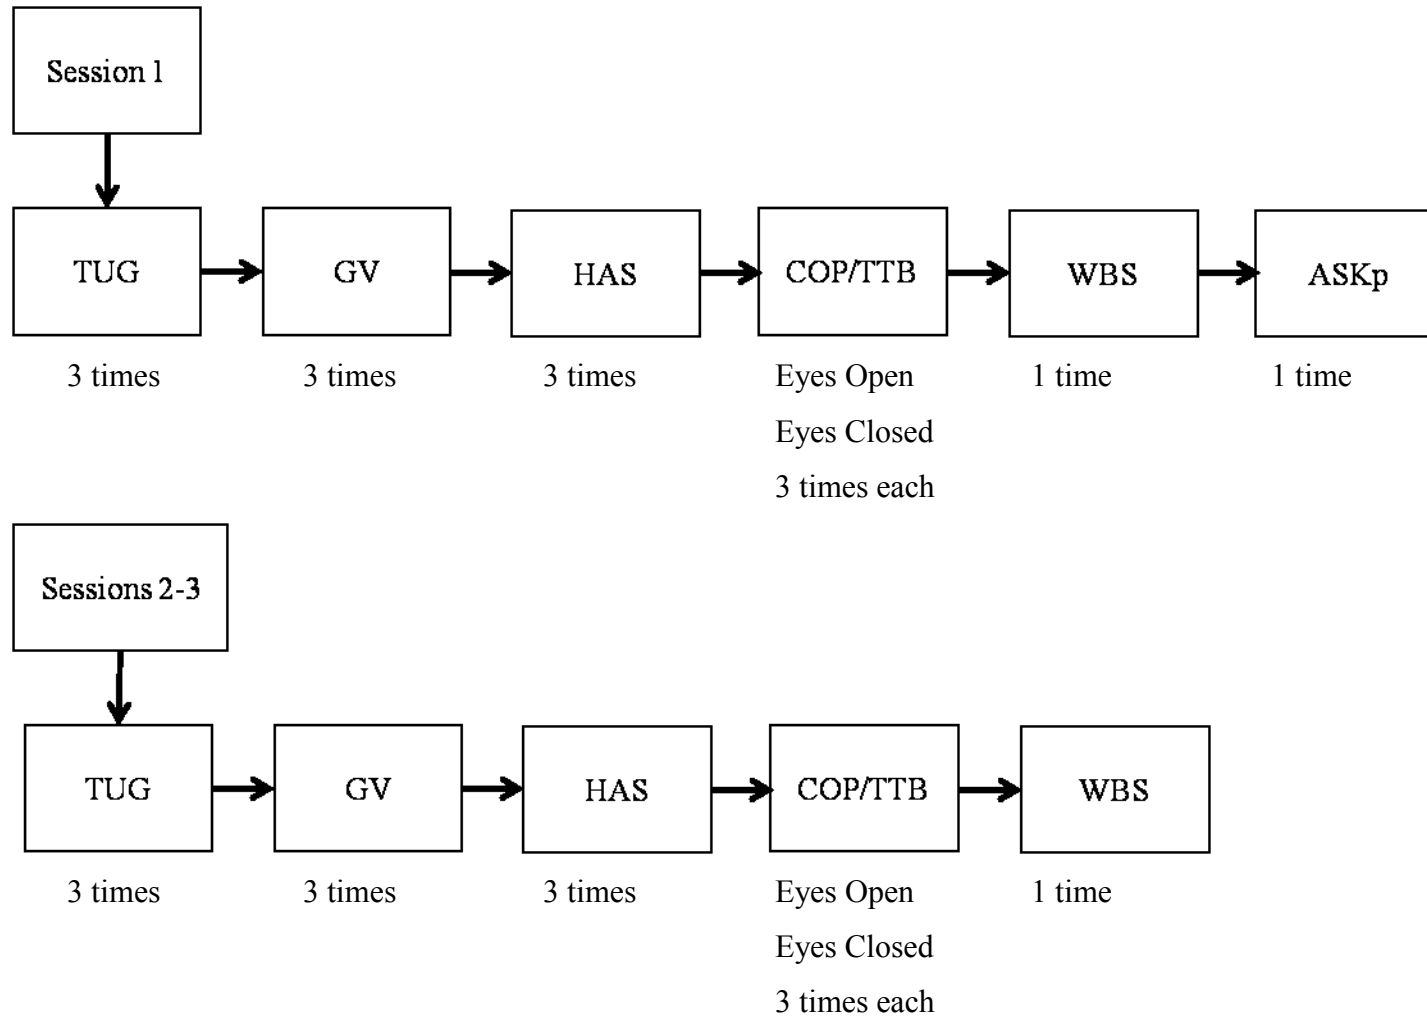 Session 1
TUG GV HAS COP/TTB WBS ASKp
3 times 3 times 3 times Eyes Open 1 time 1 time
Eyes Closed
3 times each
Sessions 2-3
TUG GV HAS COP/TTB WBS
3 times 3 times 3 times Eyes Open 1 time
Eyes Closed
3 times each